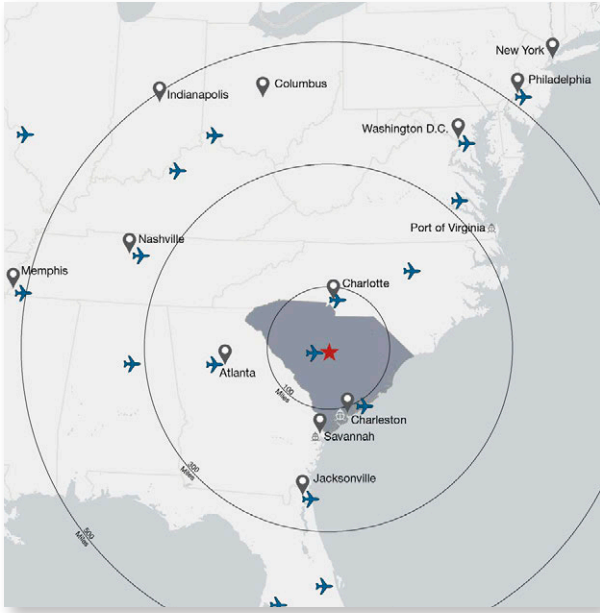 New York
Philadelphia
Columbus
Indianapolis
Washington D.C.
Port of Virginia
Nashville
Memphis
Charlotte
Atlanta
100
Miles
Charleston
Savannah
300
Miles
Jacksonville
500
Miles